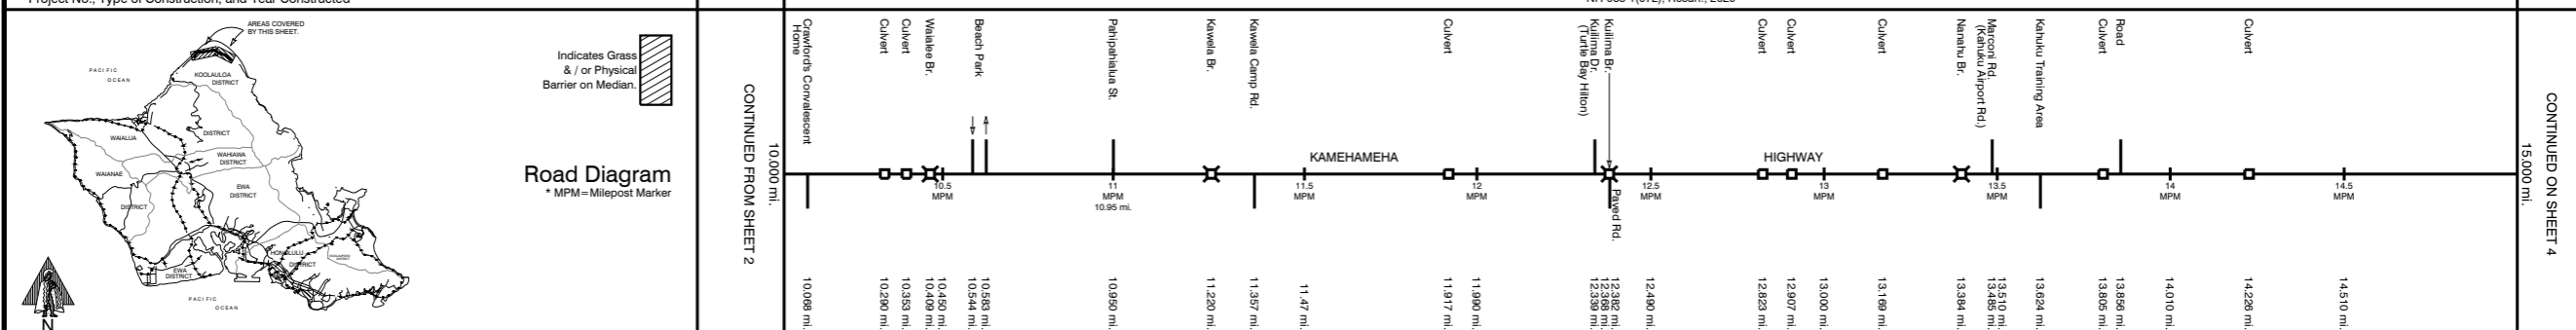 Project No., Type of Construction, and Year Constructed
AREAS COVERED
BY THIS SHEET.
PACIFIC
OCEAN
KOOLAULOA
DISTRICT
WAIALUA
DISTRICT
WAHIAWA
DISTRICT
WAIANAE
DISTRICT
EWA
DISTRICT
HONOLULU
DISTRICT
EWA
DISTRICT
PACIFIC
OCEAN
N
Indicates Grass
& / or Physical
Barrier on Median.
Road Diagram
* MPM=Milepost Marker
CONTINUED FROM SHEET 2
10.000 mi.
Crawford's Convalescent
Home
Culvert
Culvert
Waialee Br.
Beach Park
Pahipahialua St.
Kawela Br.
Kawela Camp Rd.
Culvert
Kuilima Br.
Kuilima Dr.
(Turtle Bay Hilton)
Culvert
Culvert
Culvert
Nanahu Br.
Marconi Rd.
(Kahuku Airport Rd.)
Kahuku Training Area
Culvert
Road
Culvert
KAMEHAMEHA
HIGHWAY
10.5
MPM
11
MPM
10.95 mi.
11.5
MPM
12
MPM
Paved Rd.
12.5
MPM
13
MPM
13.5
MPM
14
MPM
14.5
MPM
10.068 mi.
10.290 mi.
10.353 mi.
10.409 mi.
10.450 mi.
10.544 mi.
10.583 mi.
10.950 mi.
11.220 mi.
11.357 mi.
11.47 mi.
11.917 mi.
11.990 mi.
12.339 mi.
12.368 mi.
12.382 mi.
12.490 mi.
12.823 mi.
12.907 mi.
13.000 mi.
13.169 mi.
13.384 mi.
13.485 mi.
13.510 mi.
13.624 mi.
13.805 mi.
13.856 mi.
14.010 mi.
14.226 mi.
14.510 mi.
15.000 mi.
CONTINUED ON SHEET 4